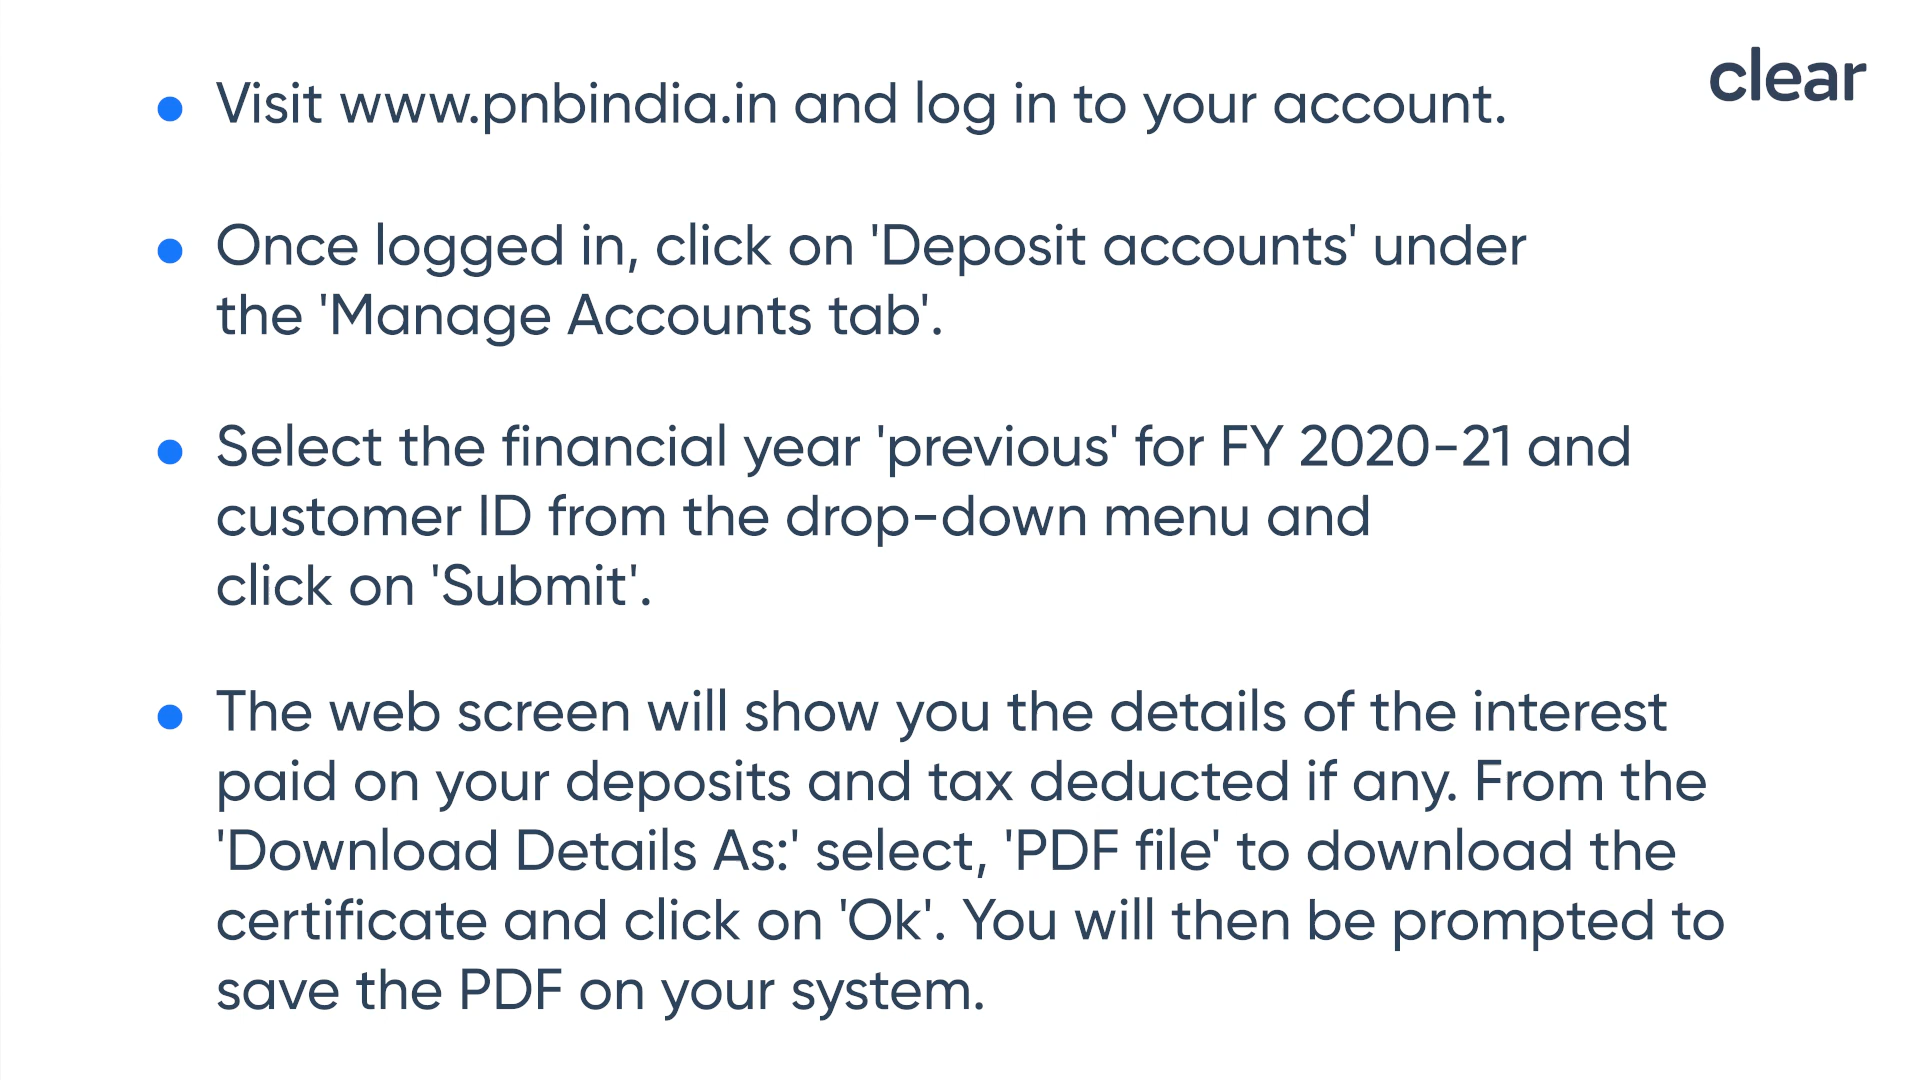 clear
Visit www.pnbindia.in and log in to your account.
Once logged in, click on 'Deposit accounts' under
the 'Manage Accounts tab'.
Select the financial year 'previous' for FY 2020-21 and
customer ID from the drop-down menu and
click on 'Submit'.
The web screen will show you the details of the interest
paid on your deposits and tax deducted if any. From the
'Download Details As:' select, 'PDF file' to download the
certificate and click on 'Ok'. You will then be prompted to
save the PDF on your system.